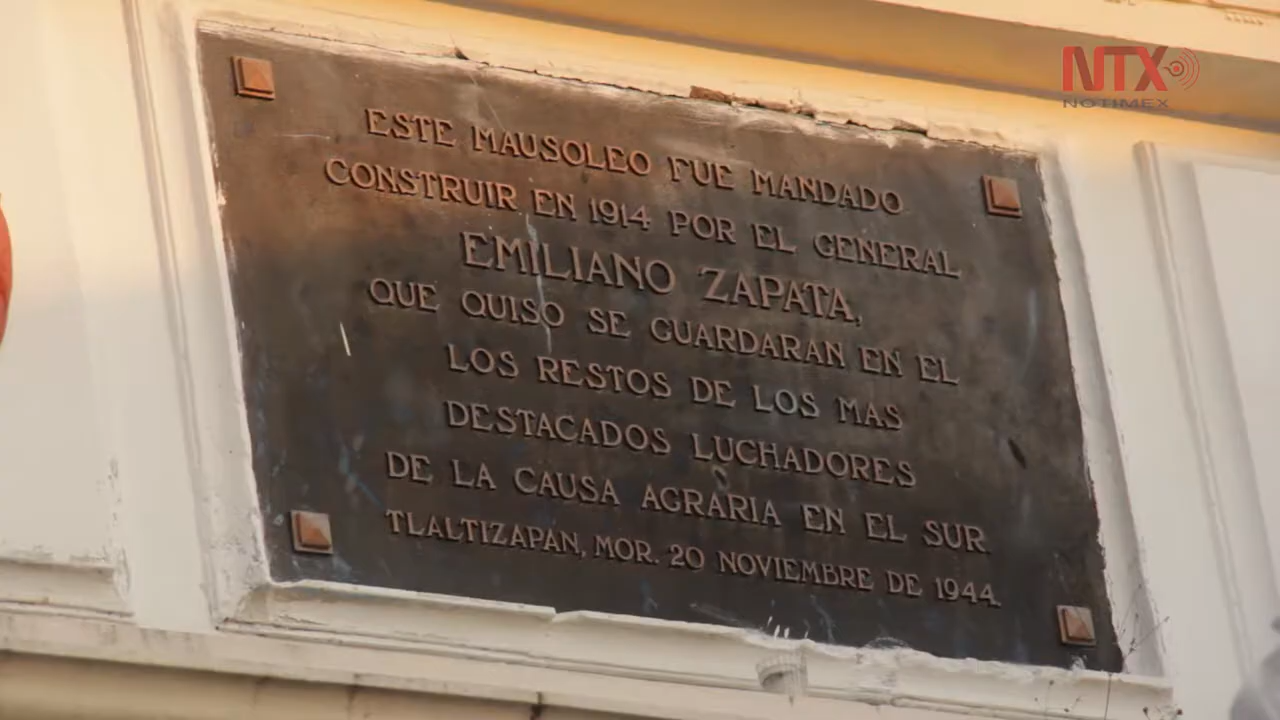 NTX
NOTIMEX
ESTE MAUSOLEO FUE MANDADO
CONSTRUIR EN 1914 POR EL GENERAL
EMILIANO ZAPATA,
QUE QUISO SE GUARDARAN EN EL
LOS RESTOS DE LOS MAS
DESTACADOS LUCHADORES
DE LA CAUSA AGRARIA EN EL SUR.
TLALTIZAPAN, MOR. 20 NOVIEMBRE DE 1944.